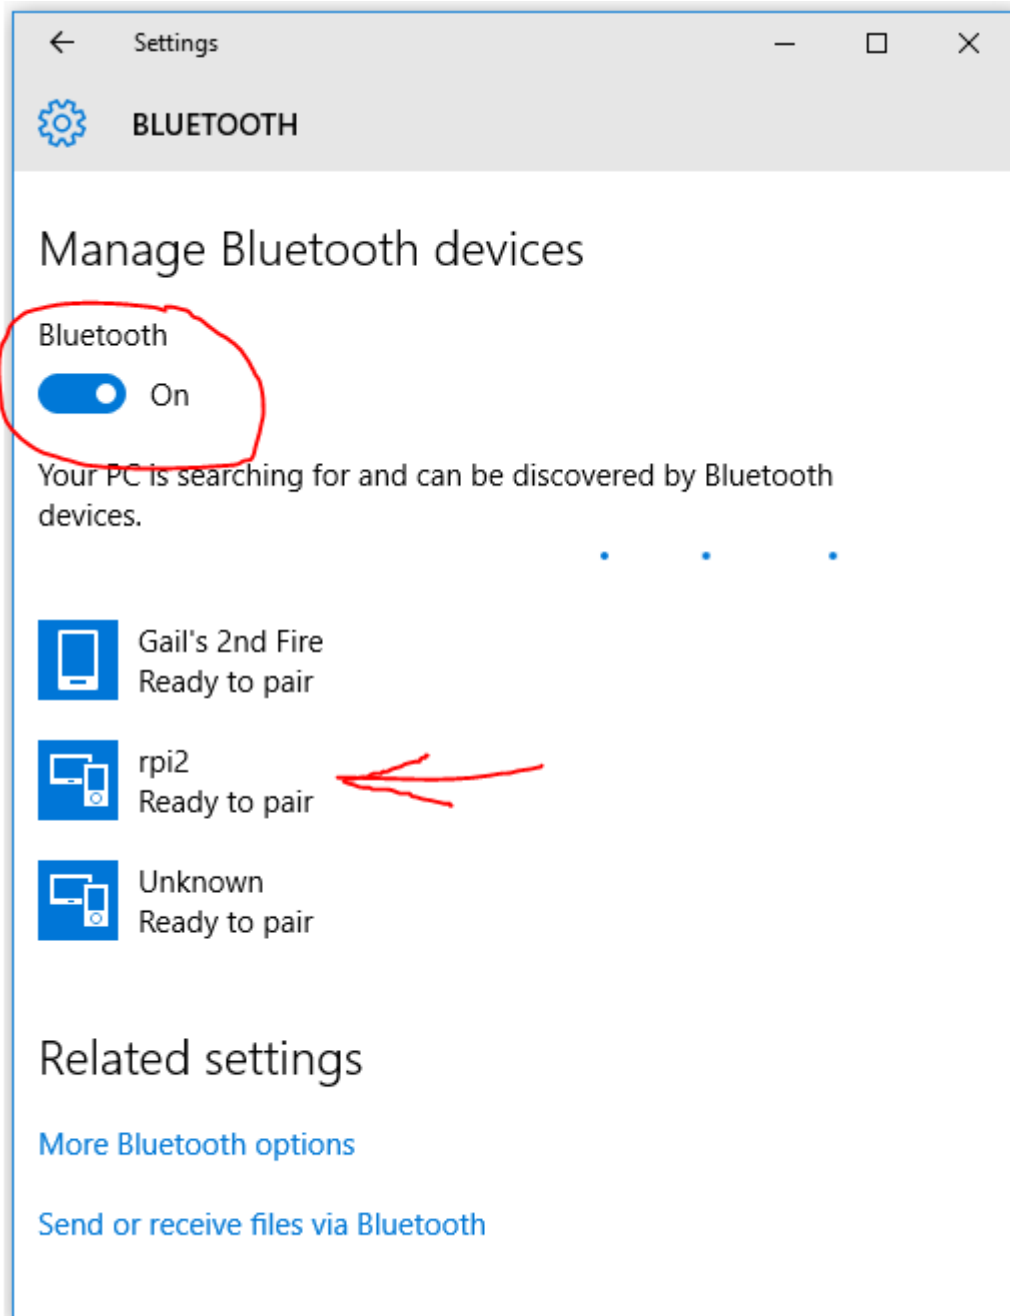 Settings
BLUETOOTH
Manage Bluetooth devices
Bluetooth
On
Your PC is searching for and can be discovered by Bluetooth
devices.
Gail's 2nd Fire
Ready to pair
rpi2
Ready to pair
Unknown
Ready to pair
Related settings
More Bluetooth options
Send or receive files via Bluetooth